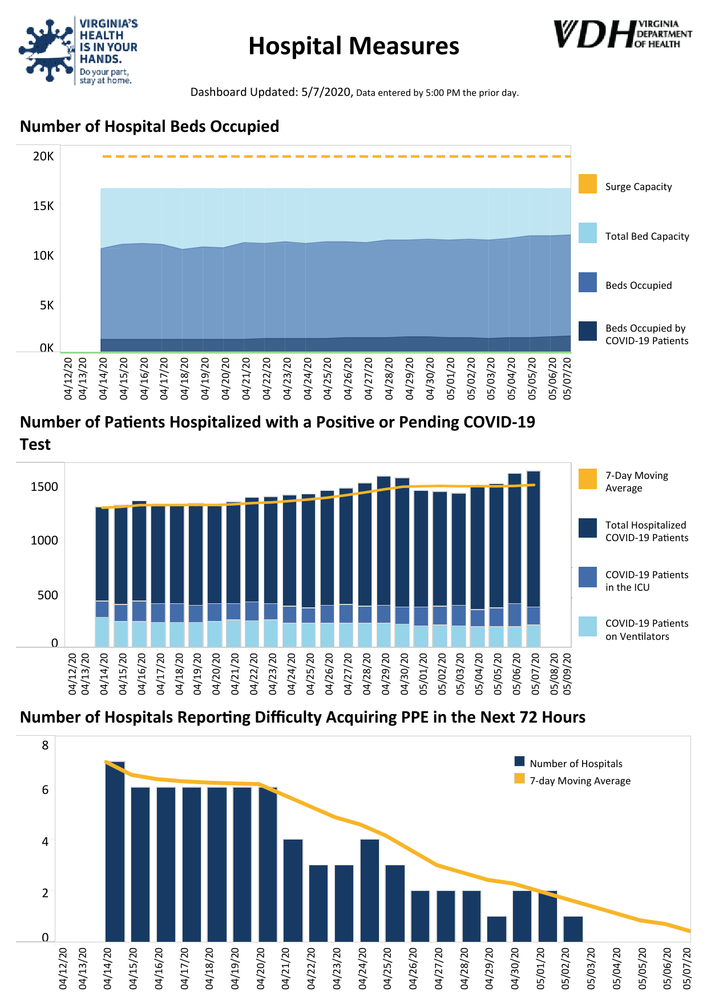 VIRGINIA'S
HEALTH
IS IN YOUR
HANDS.
Do your part,
stay at home.
Hospital Measures
VDH VIRGINIA
DEPARTMENT
OF HEALTH
Dashboard Updated: 5/7/2020, Data entered by 5:00 PM the prior day.
Number of Hospital Beds Occupied
20K
15K
10K
5K
0K
04/12/20
04/13/20
04/14/20
04/15/20
04/16/20
04/17/20
04/18/20
04/19/20
04/20/20
04/21/20
04/22/20
04/23/20
04/24/20
04/25/20
04/26/20
04/27/20
04/28/20
04/29/20
04/30/20
05/01/20
05/02/20
05/03/20
05/04/20
05/05/20
05/06/20
05/07/20
Surge Capacity
Total Bed Capacity
Beds Occupied
Beds Occupied by
COVID-19 Patients
Number of Patients Hospitalized with a Positive or Pending COVID-19
Test
1500
1000
500
0
04/12/20
04/13/20
04/14/20
04/15/20
04/16/20
04/17/20
04/18/20
04/19/20
04/20/20
04/21/20
04/22/20
04/23/20
04/24/20
04/25/20
04/26/20
04/27/20
04/28/20
04/29/20
04/30/20
05/01/20
05/02/20
05/03/20
05/04/20
05/05/20
05/06/20
05/07/20
05/08/20
05/09/20
7-Day Moving
Average
Total Hospitalized
COVID-19 Patients
COVID-19 Patients
in the ICU
COVID-19 Patients
on Ventilators
Number of Hospitals Reporting Difficulty Acquiring PPE in the Next 72 Hours
8
6
4
2
0
Number of Hospitals
7-day Moving Average
04/12/20
04/13/20
04/14/20
04/15/20
04/16/20
04/17/20
04/18/20
04/19/20
04/20/20
04/21/20
04/22/20
04/23/20
04/24/20
04/25/20
04/26/20
04/27/20
04/28/20
04/29/20
04/30/20
05/01/20
05/02/20
05/03/20
05/04/20
05/05/20
05/06/20
05/07/20